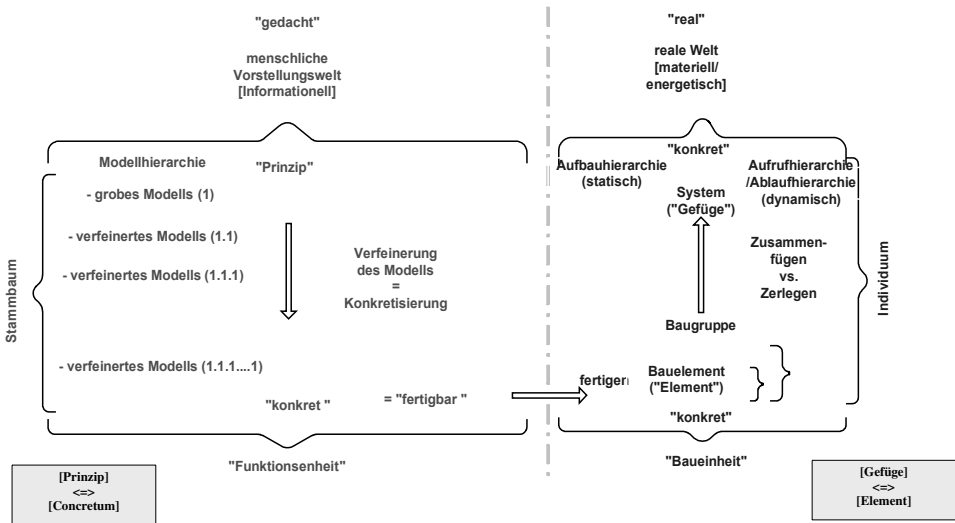 "gedacht"
menschliche
Vorstellungswelt
[Informationell]
Modellhierarchie
"Prinzip"
- grobes Modells (1)
- verfeinertes Modells (1.1)
- verfeinertes Modells (1.1.1)
Verfeinerung
des Modells
=
Konkretisierung
- verfeinertes Modells (1.1.1....1)
"konkret "
= "fertigbar "
Stammbaum
"Funktionsenheit"
[Prinzip]
<=>
[Concretum]
"real"
reale Welt
[materiell/
energetisch]
"konkret"
Aufbauhierarchie
(statisch)
System
("Gefüge")
Aufrufhierarchie
/Ablaufhierarchie
(dynamisch)
Zusammen-
fügen
vs.
Zerlegen
Baugruppe
fertigen
Bauelement
("Element")
"konkret"
Individuum
"Baueinheit"
[Gefüge]
<=>
[Element]